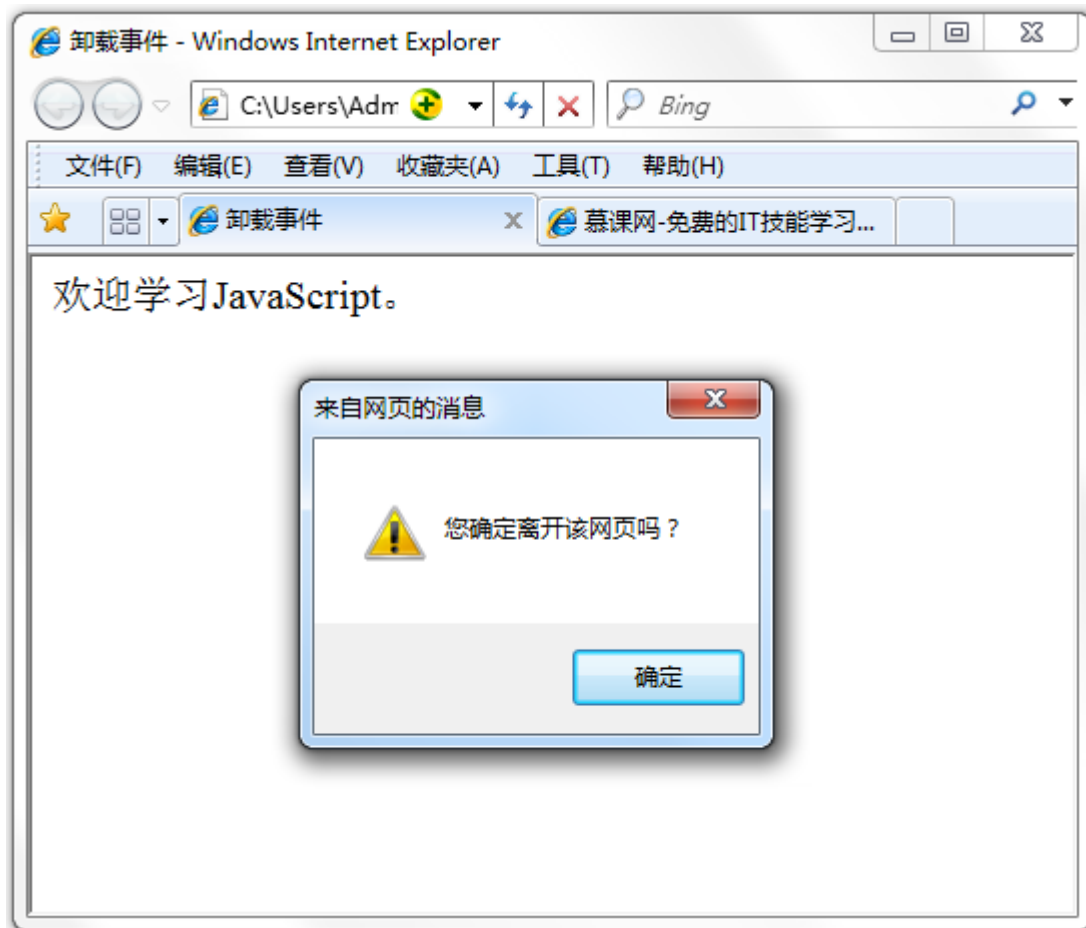 卸载事件 - Windows Internet Explorer
C:\Users\Adm
Bing
文件(F) 编辑(E) 查看(V) 收藏夹(A) 工具(T) 帮助(H)
卸载事件 慕课网-免费的IT技能学习...
欢迎学习JavaScript。
来自网页的消息
您确定离开该网页吗？
确定